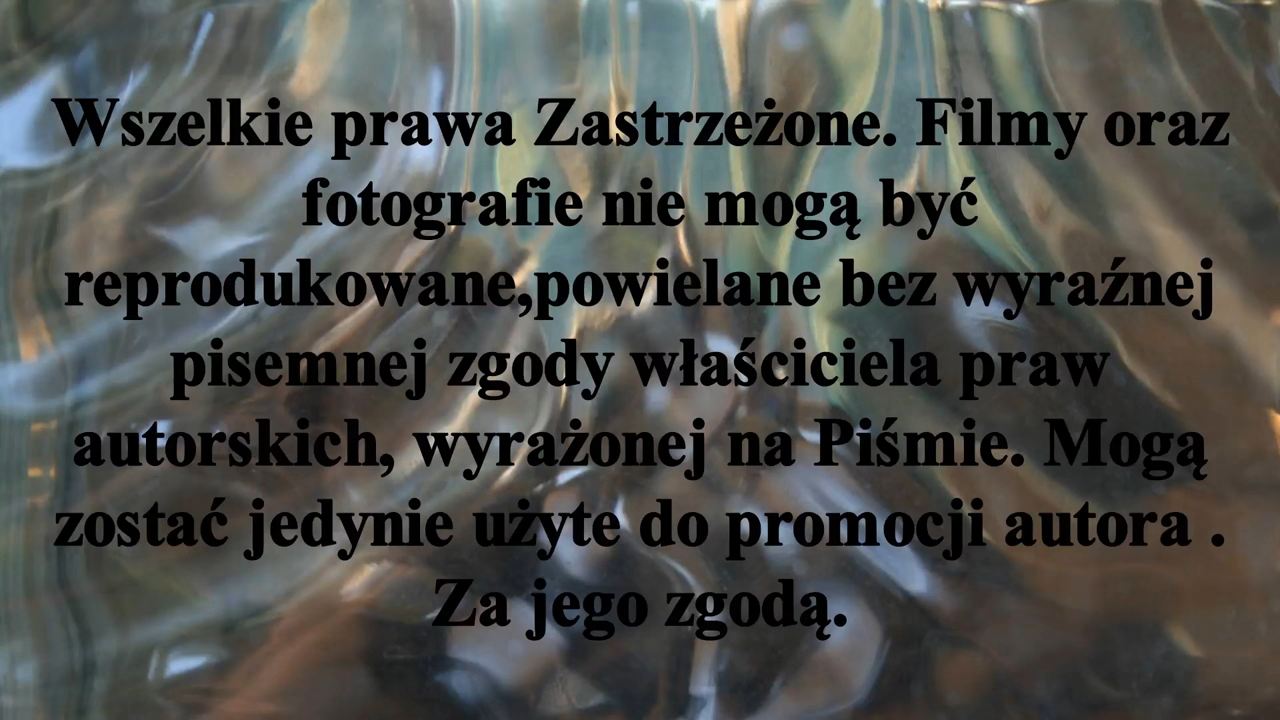 Wszelkie prawa Zastrzeżone. Filmy oraz
fotografie nie mogą być
reprodukowane,powielane bez wyraźnej
pisemnej zgody właściciela praw
autorskich, wyrażonej na Piśmie. Mogą
zostać jedynie użyte do promocji autora .
Za jego zgodą.